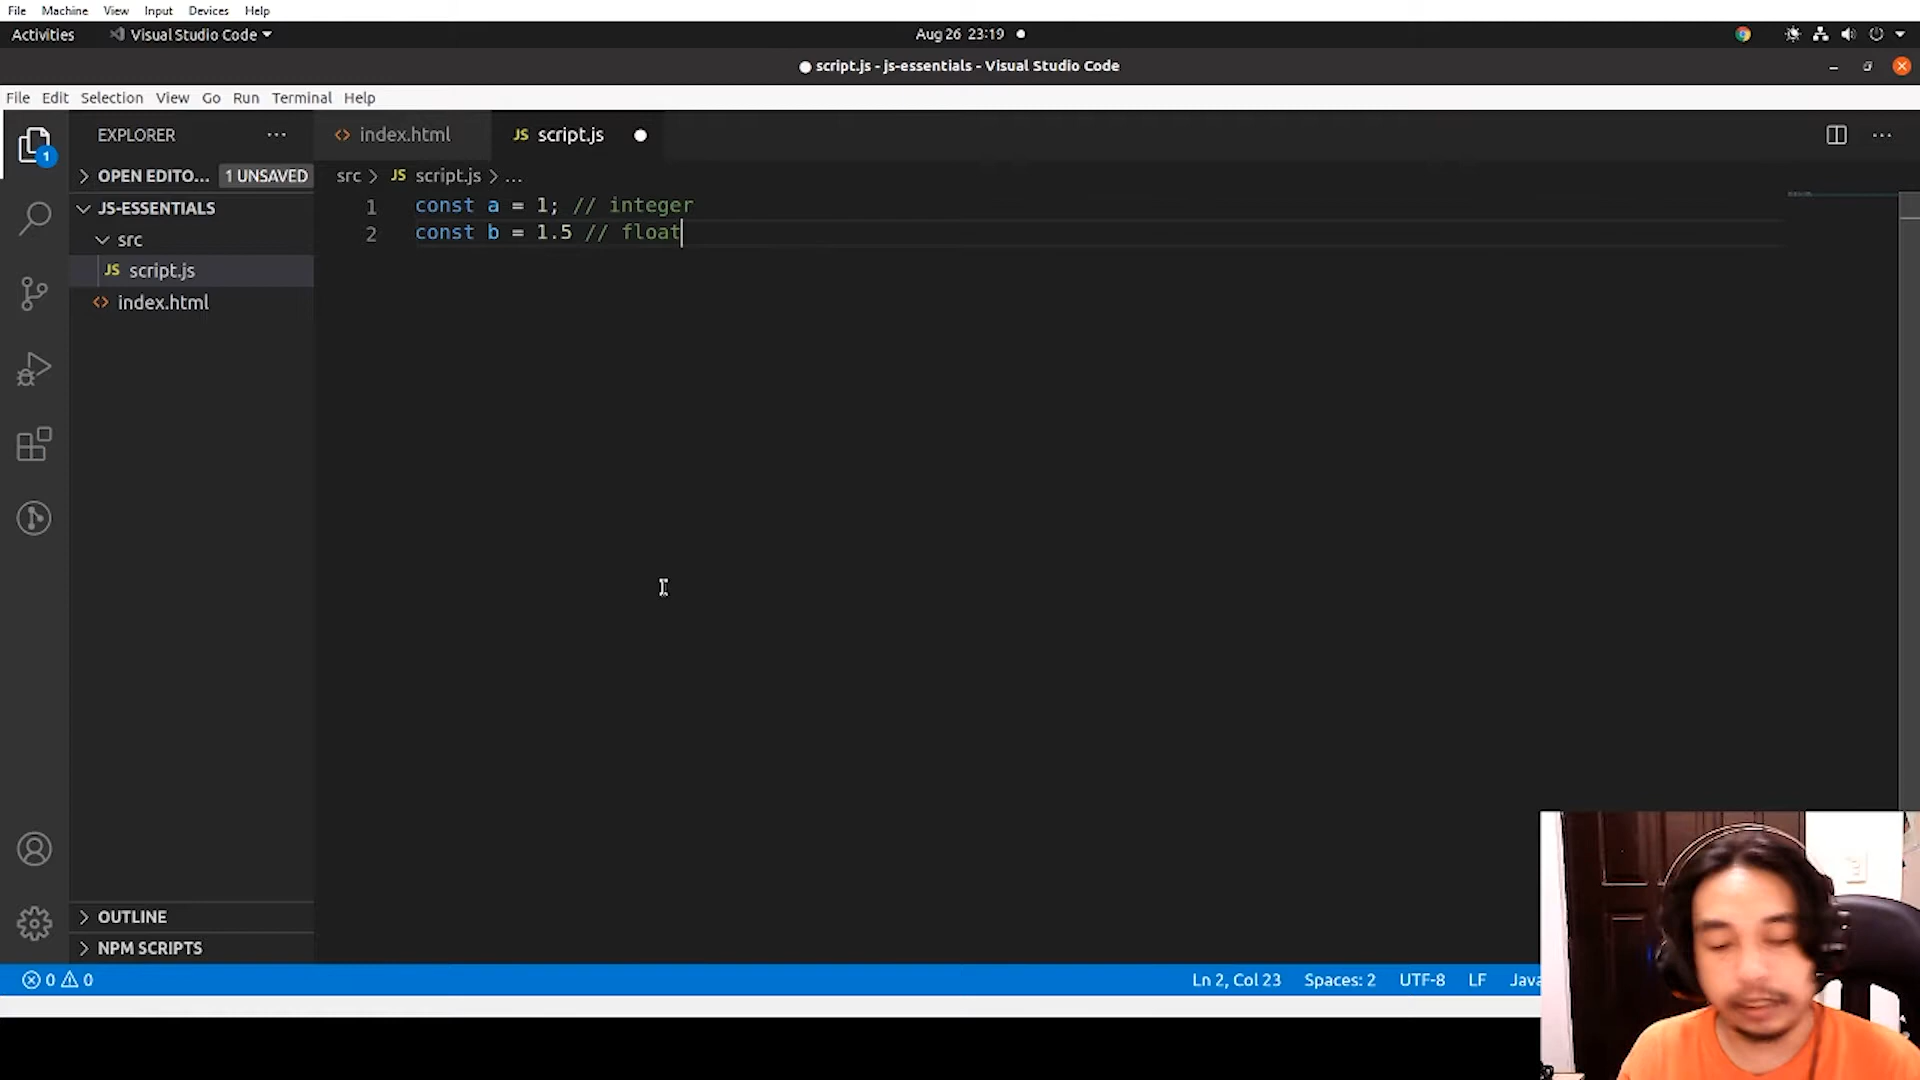 File Machine View Input Devices Help
Activities Visual Studio Code Aug 26 23:19
script.js - js-essentials - Visual Studio Code
File Edit Selection View Go Run Terminal Help
EXPLORER ··· index.html JS script.js ···
OPEN EDITO... 1 UNSAVED src > JS script.js > ...
JS-ESSENTIALS
src
JS script.js
index.html
1 const a = 1; // integer
2 const b = 1.5 // float
1
OUTLINE
NPM SCRIPTS
0 0 Ln 2, Col 23 Spaces: 2 UTF-8 LF Java